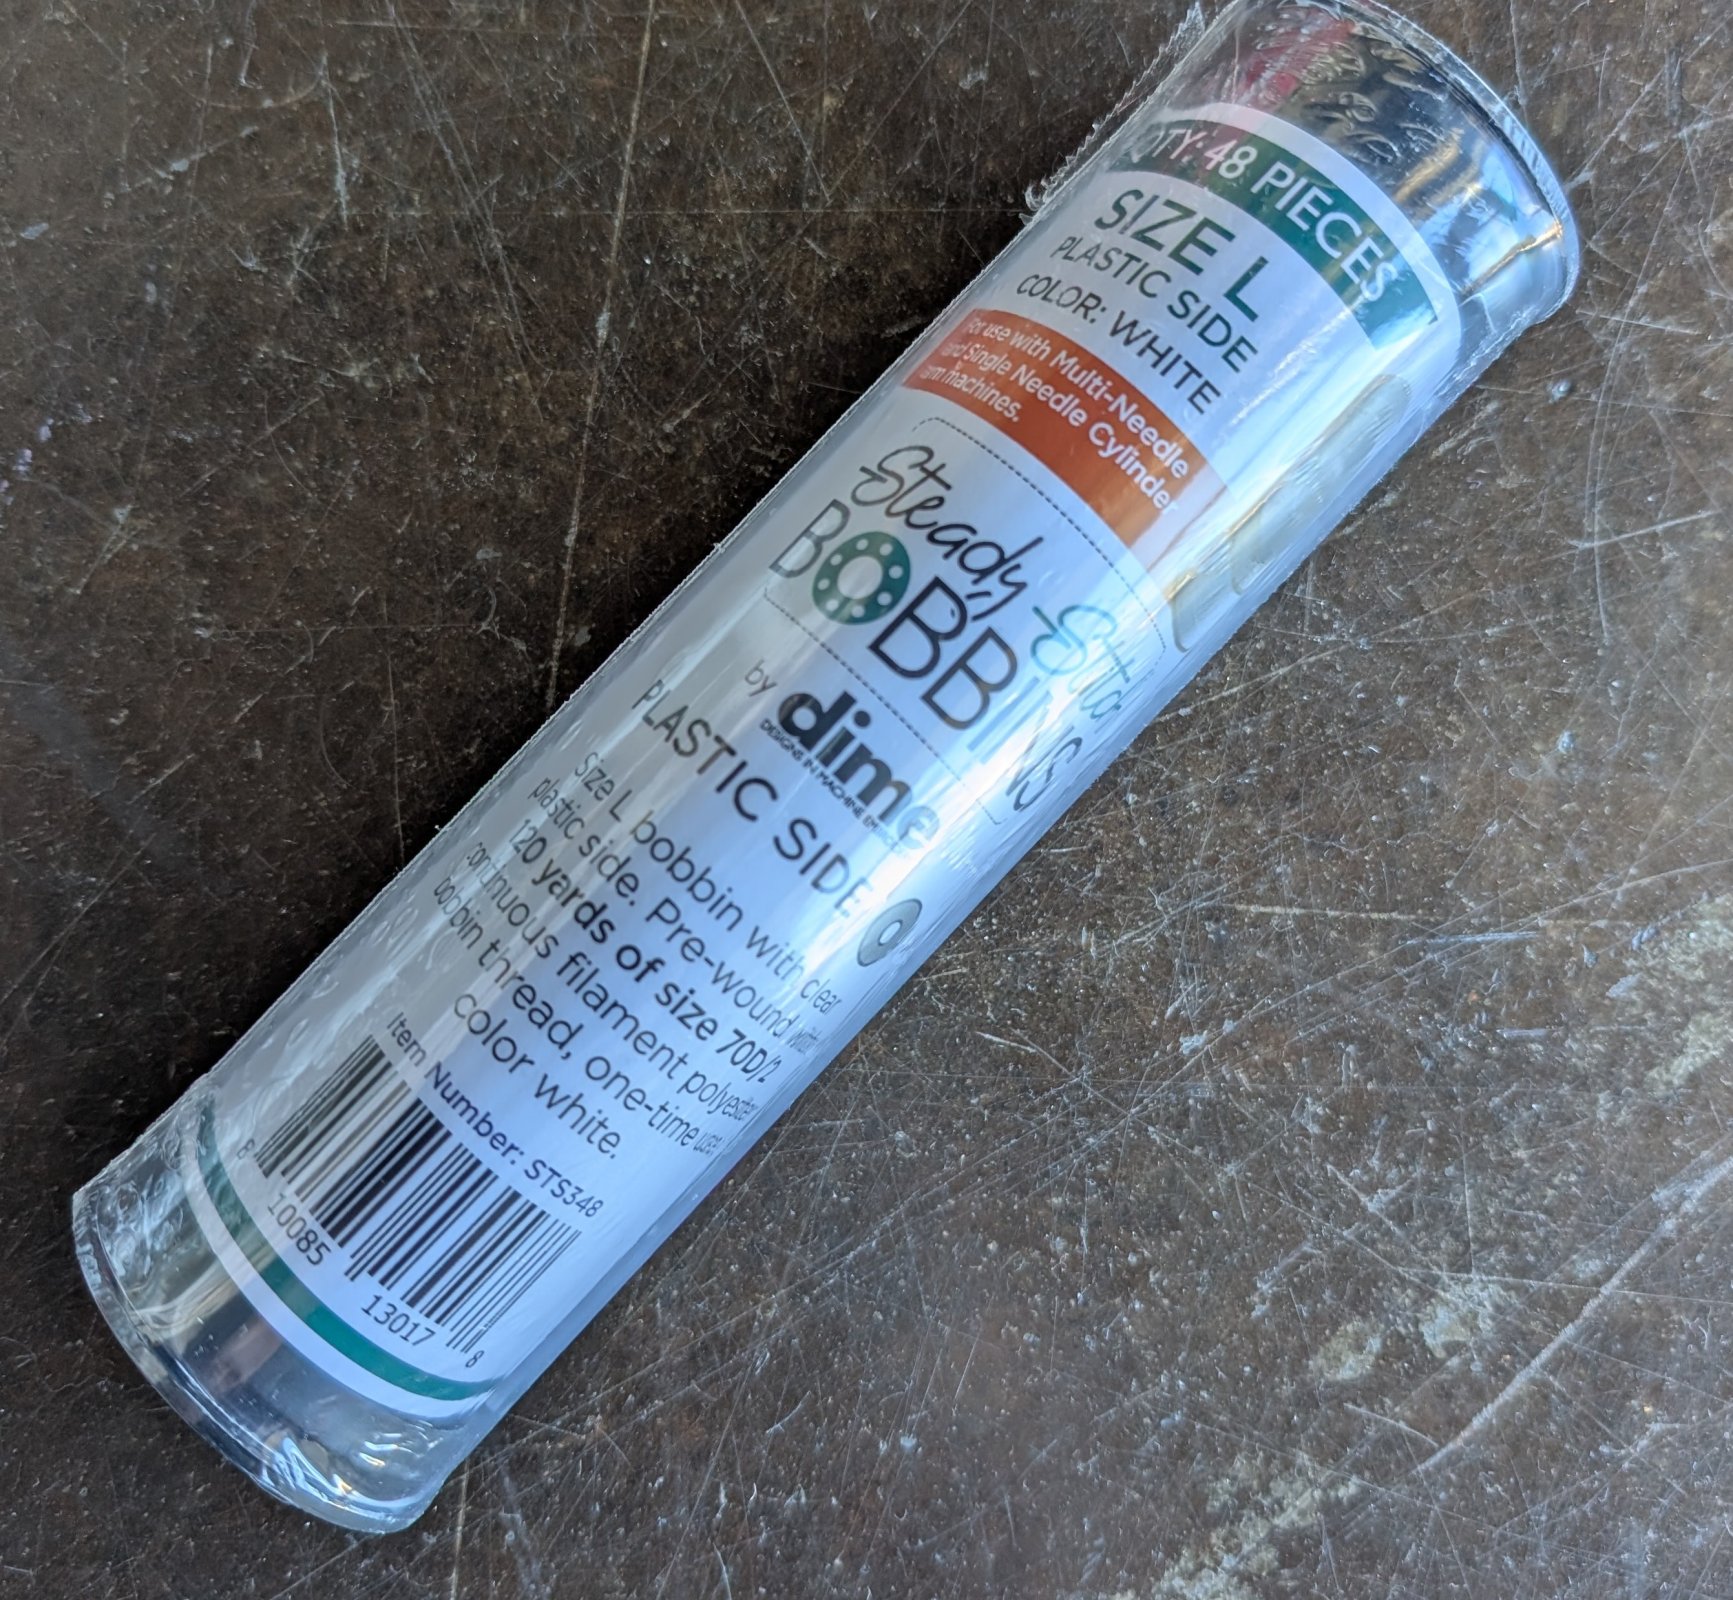 QTY: 48 PIECES
SIZE L
PLASTIC SIDE
COLOR: WHITE
For use with Multi-Needle
and Single Needle Cylinder
arm machines.
Steady Stitch
BOBBINS
by dime
DESIGNS IN MACHINE
PLASTIC SIDE
Size L bobbin with clear
plastic side. Pre-wound with
120 yards of size 70D/2
continuous filament polyester
bobbin thread, one-time use,
color white.
Item Number: STS348
8 10085 13017 8